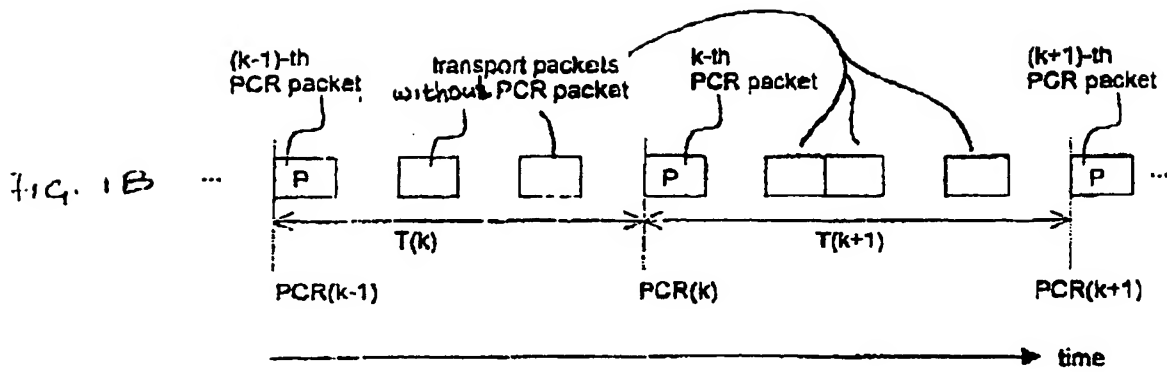 (k-1)-th
PCR packet
transport packets
without PCR packet
k-th
PCR packet
(k+1)-th
PCR packet
FIG. 1B
...
P
P
P
...
T(k)
T(k+1)
PCR(k-1)
PCR(k)
PCR(k+1)
time